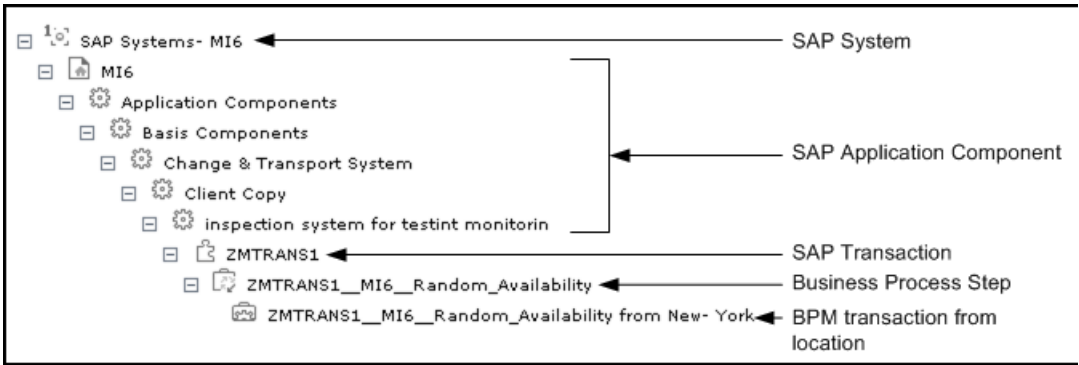 1 SAP Systems- MI6
SAP System
MI6
Application Components
Basis Components
Change & Transport System
SAP Application Component
Client Copy
inspection system for testint monitorin
ZMTRANS1
SAP Transaction
ZMTRANS1__MI6__Random_Availability
Business Process Step
ZMTRANS1__MI6__Random_Availability from New- York
BPM transaction from
location